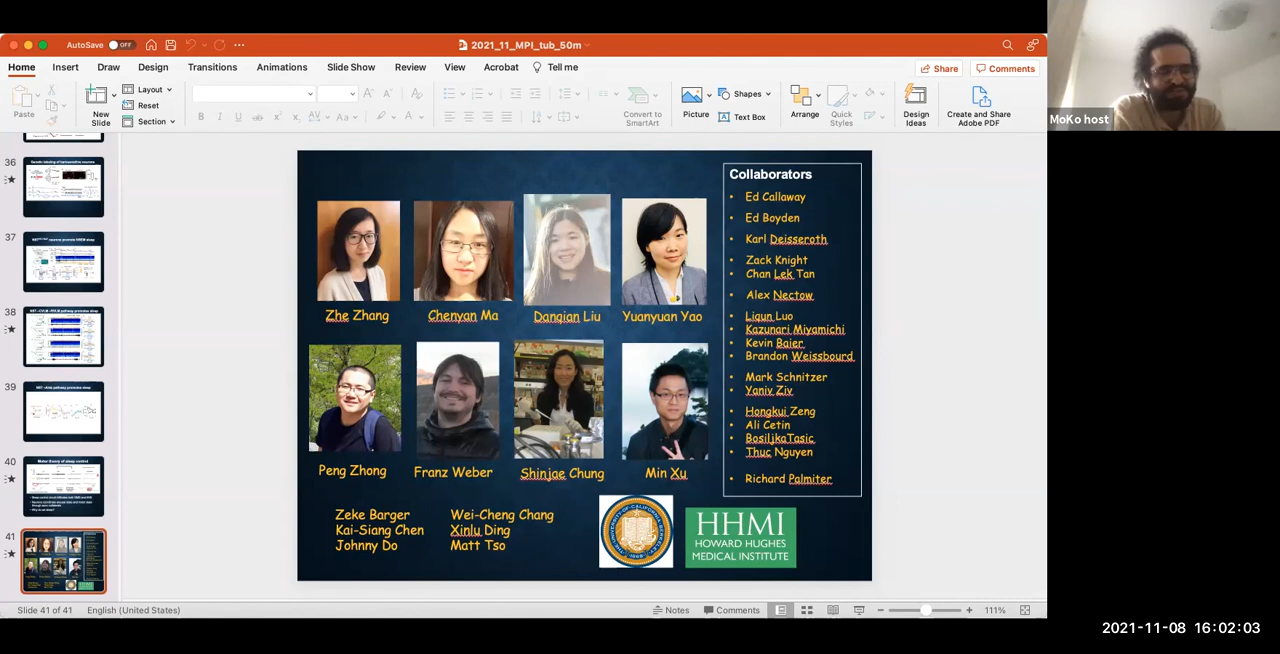 AutoSave OFF
2021_11_MPI_tub_50m
Home Insert Draw Design Transitions Animations Slide Show Review View Acrobat Tell me
Share Comments
Paste
New
Slide
Layout
Reset
Section
Convert to
SmartArt
Picture
Shapes
Text Box
Arrange
Quick
Styles
Design
Ideas
Create and Share
Adobe PDF
MoKo host
36
37
38
39
40
Motor theory of sleep control
41
Zhe Zhang
Chenyan Ma
Danqian Liu
Yuanyuan Yao
Peng Zhong
Franz Weber
Shinjae Chung
Min Xu
Zeke Barger
Kai-Siang Chen
Johnny Do
Wei-Cheng Chang
Xinlu Ding
Matt Tso
Collaborators
• Ed Callaway
• Ed Boyden
• Karl Deisseroth
• Zack Knight
• Chan Lek Tan
• Alex Nectow
• Liqun Luo
• Kazunari Miyamichi
• Kevin Baier
• Brandon Weissbourd
• Mark Schnitzer
• Yaniv Ziv
• Hongkui Zeng
• Ali Cetin
• BosiljkaTasic
• Thuc Nguyen
• Richard Palmiter
HHMI
HOWARD HUGHES
MEDICAL INSTITUTE
Slide 41 of 41 English (United States)
Notes Comments
111%
2021-11-08 16:02:03